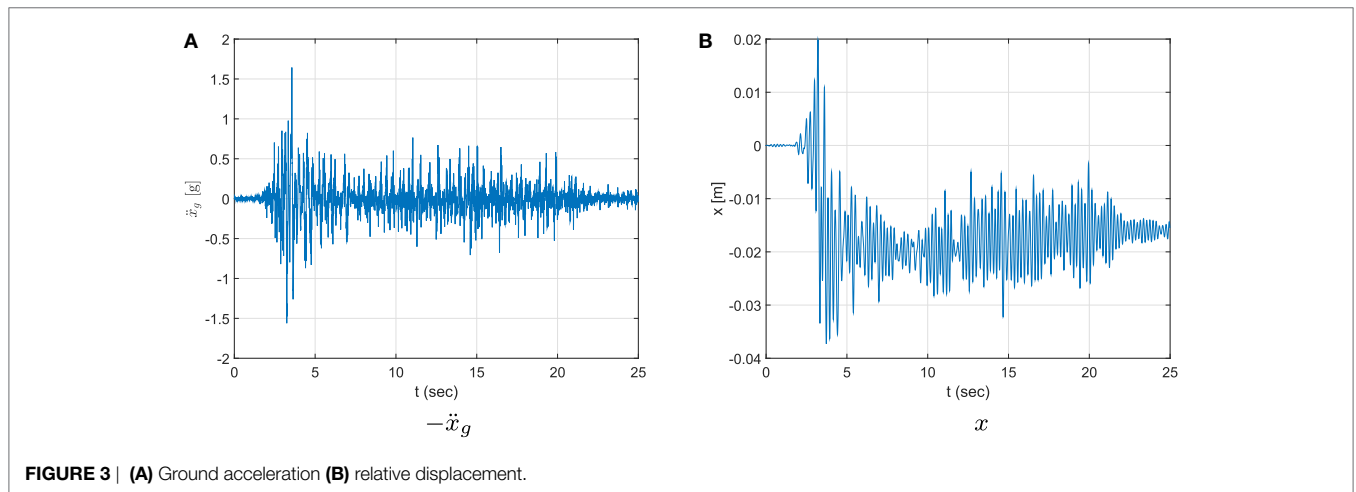 A
2
1.5
1
0.5
0
-0.5
-1
-1.5
-2
ẍg [g]
0 5 10 15 20 25
t (sec)
−ẍg
B
0.02
0.01
0
-0.01
-0.02
-0.03
-0.04
x [m]
0 5 10 15 20 25
t (sec)
x
FIGURE 3 | (A) Ground acceleration (B) relative displacement.